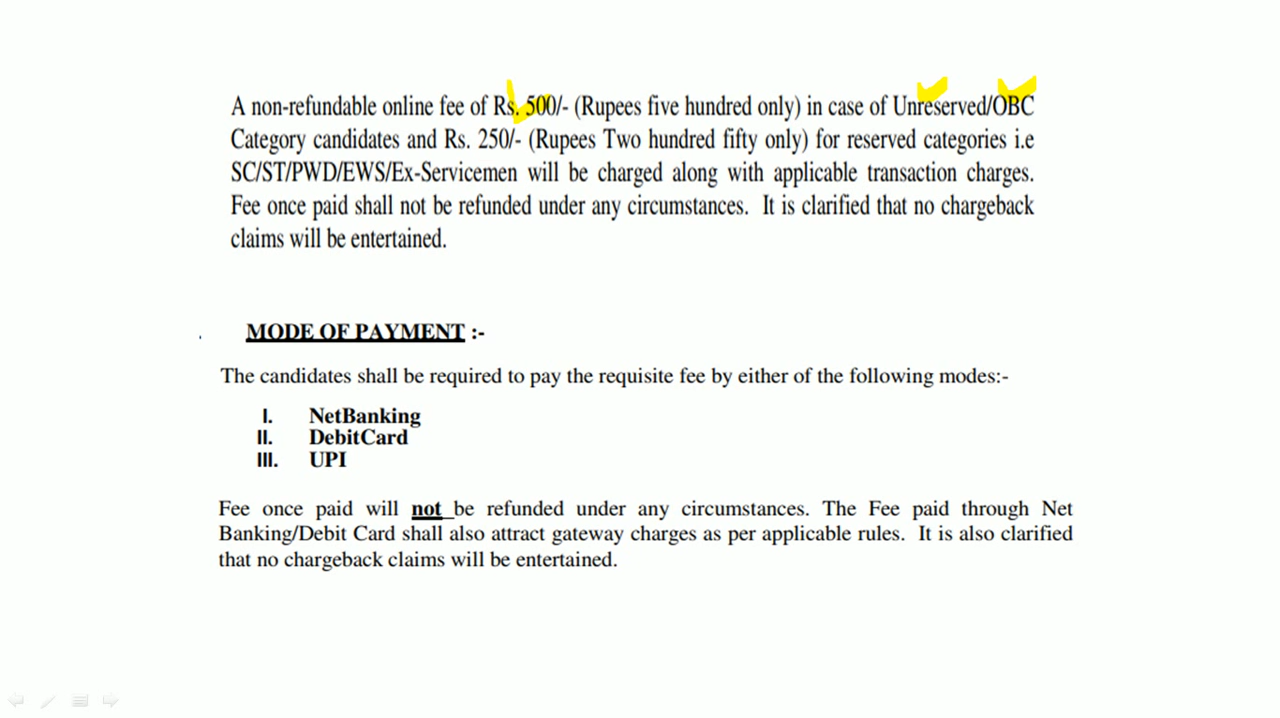 A non-refundable online fee of Rs. 500/- (Rupees five hundred only) in case of Unreserved/OBC
Category candidates and Rs. 250/- (Rupees Two hundred fifty only) for reserved categories i.e
SC/ST/PWD/EWS/Ex-Servicemen will be charged along with applicable transaction charges.
Fee once paid shall not be refunded under any circumstances. It is clarified that no chargeback
claims will be entertained.
MODE OF PAYMENT :-
The candidates shall be required to pay the requisite fee by either of the following modes:-
I. NetBanking
II. DebitCard
III. UPI
Fee once paid will not be refunded under any circumstances. The Fee paid through Net
Banking/Debit Card shall also attract gateway charges as per applicable rules. It is also clarified
that no chargeback claims will be entertained.